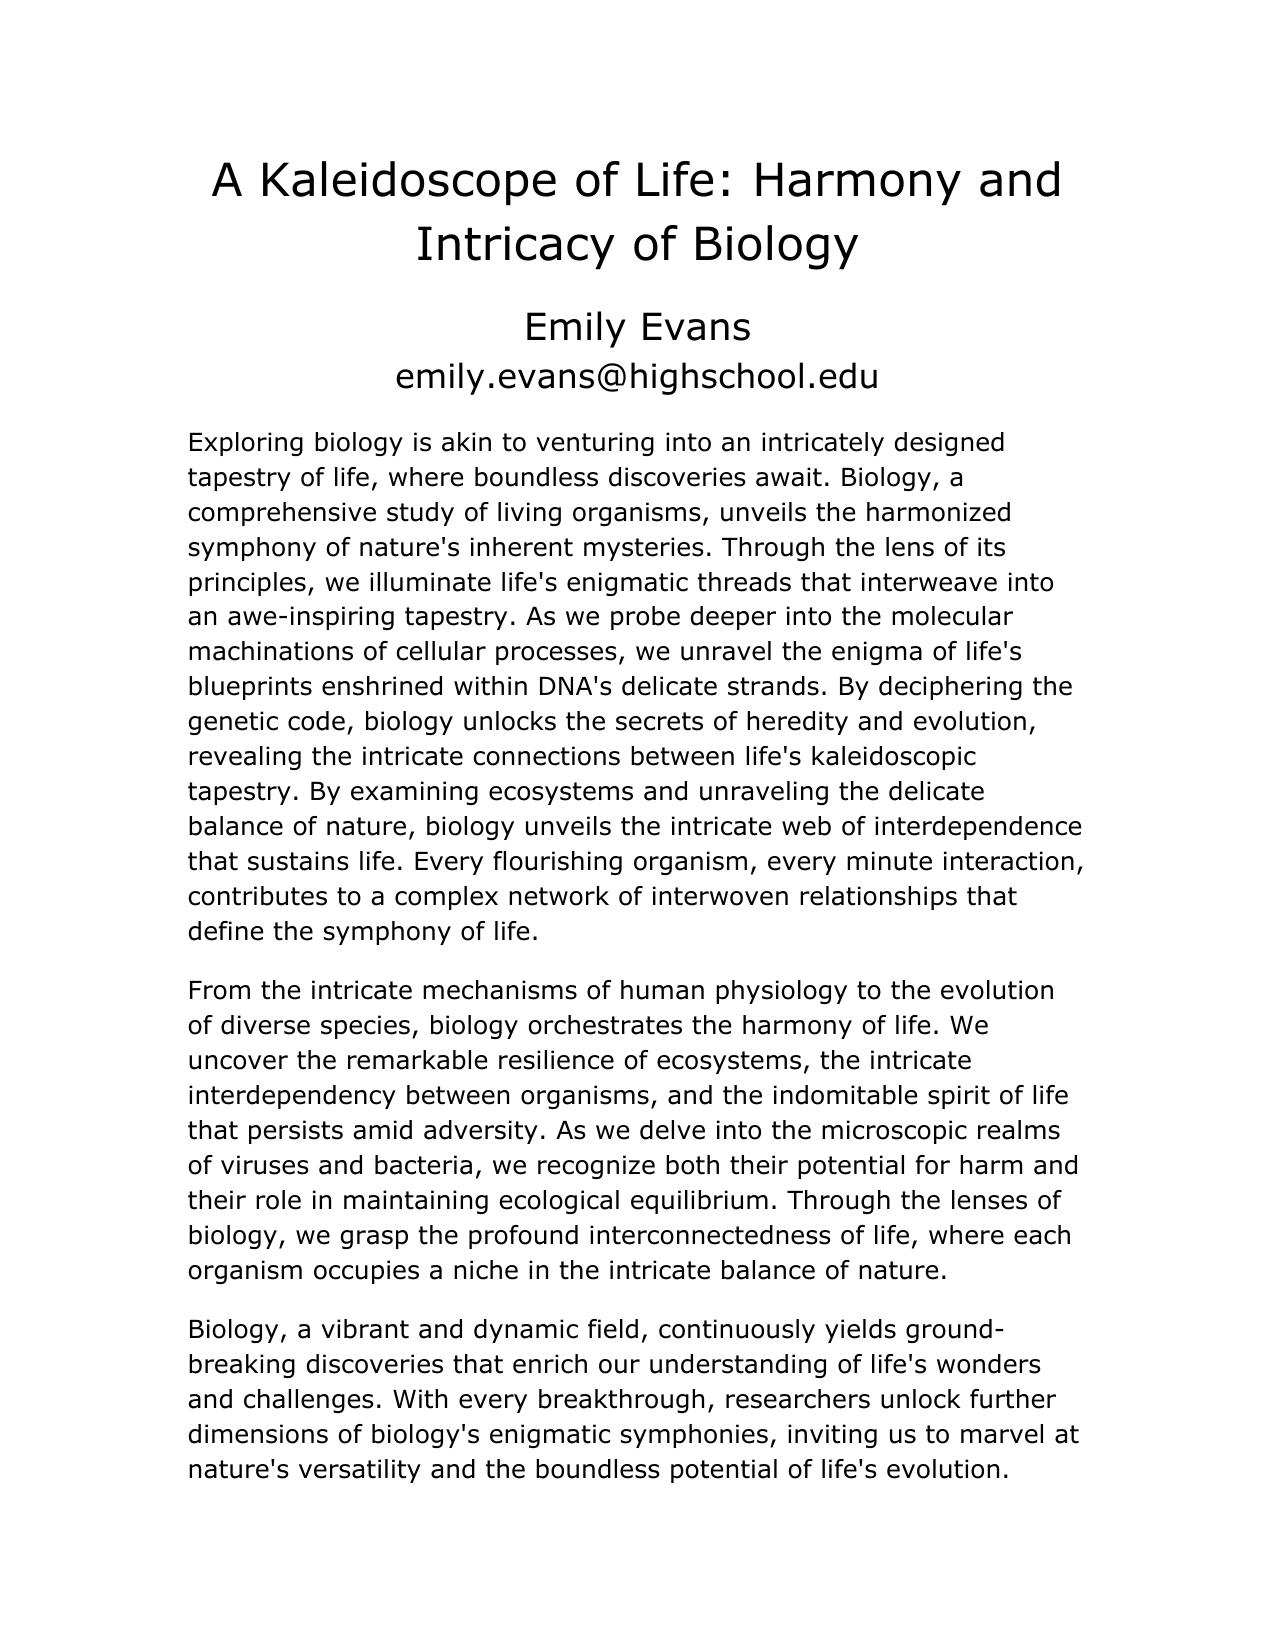 A Kaleidoscope of Life: Harmony and
Intricacy of Biology
Emily Evans
emily.evans@highschool.edu
Exploring biology is akin to venturing into an intricately designed
tapestry of life, where boundless discoveries await. Biology, a
comprehensive study of living organisms, unveils the harmonized
symphony of nature's inherent mysteries. Through the lens of its
principles, we illuminate life's enigmatic threads that interweave into
an awe-inspiring tapestry. As we probe deeper into the molecular
machinations of cellular processes, we unravel the enigma of life's
blueprints enshrined within DNA's delicate strands. By deciphering the
genetic code, biology unlocks the secrets of heredity and evolution,
revealing the intricate connections between life's kaleidoscopic
tapestry. By examining ecosystems and unraveling the delicate
balance of nature, biology unveils the intricate web of interdependence
that sustains life. Every flourishing organism, every minute interaction,
contributes to a complex network of interwoven relationships that
define the symphony of life.
From the intricate mechanisms of human physiology to the evolution
of diverse species, biology orchestrates the harmony of life. We
uncover the remarkable resilience of ecosystems, the intricate
interdependency between organisms, and the indomitable spirit of life
that persists amid adversity. As we delve into the microscopic realms
of viruses and bacteria, we recognize both their potential for harm and
their role in maintaining ecological equilibrium. Through the lenses of
biology, we grasp the profound interconnectedness of life, where each
organism occupies a niche in the intricate balance of nature.
Biology, a vibrant and dynamic field, continuously yields ground-
breaking discoveries that enrich our understanding of life's wonders
and challenges. With every breakthrough, researchers unlock further
dimensions of biology's enigmatic symphonies, inviting us to marvel at
nature's versatility and the boundless potential of life's evolution.